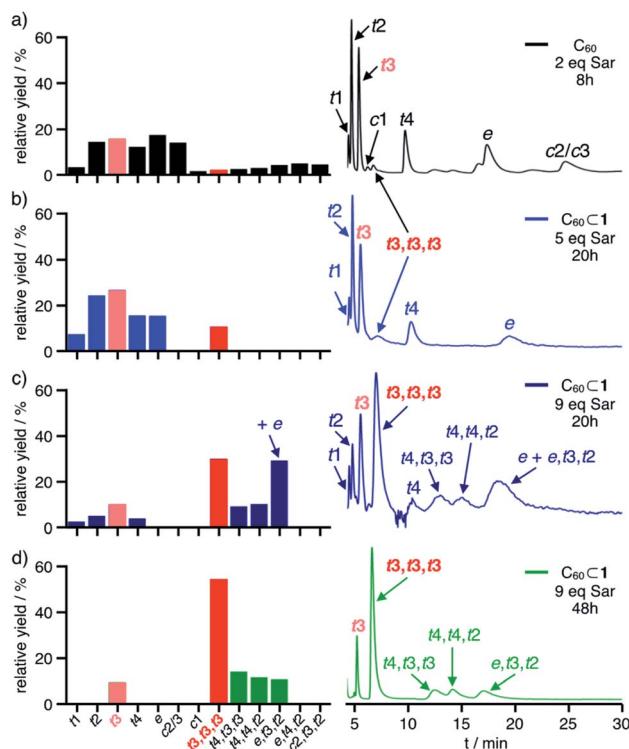 a)
relative yield / %
60
40
20
0
t1
t2
t3
c1
t4
e
c2/c3
C60
2 eq Sar
8h
b)
relative yield / %
60
40
20
0
t1
t2
t3
t3,t3,t3
t4
e
C60⊂1
5 eq Sar
20h
c)
relative yield / %
60
40
20
0
+ e
t1
t2
t3
t3,t3,t3
t4
t4,t3,t3
t4,t4,t2
e + e,t3,t2
C60⊂1
9 eq Sar
20h
d)
relative yield / %
60
40
20
0
t3
t3,t3,t3
t4,t3,t3
t4,t4,t2
e,t3,t2
C60⊂1
9 eq Sar
48h
t1
t2
t3
t4
e
c2/3
c1
t3,t3,t3
t4,t3,t3
t4,t4,t2
e,t3,t2
e,t4,t2
c2,t3,t2
5 10 15 20 25 30
t / min